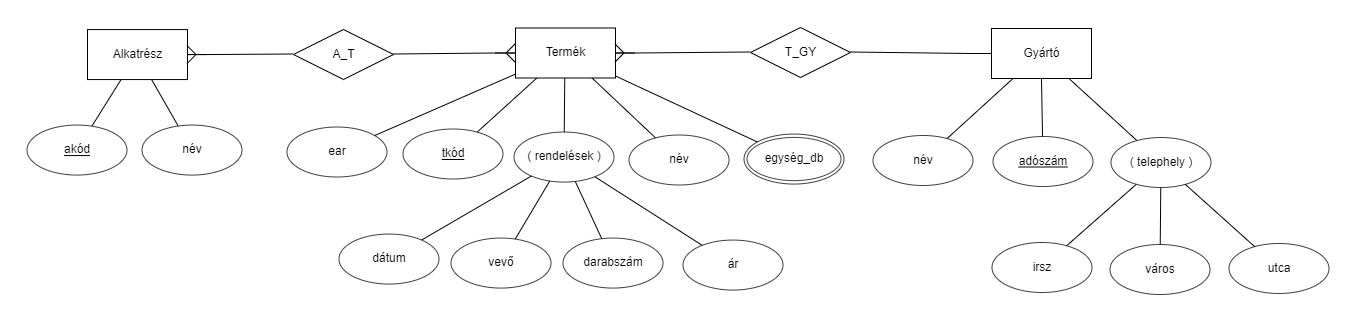 Alkatrész
A_T
Termék
T_GY
Gyártó
akód
név
ear
tkód
( rendelések )
név
egység_db
név
adószám
( telephely )
dátum
vevő
darabszám
ár
irsz
város
utca